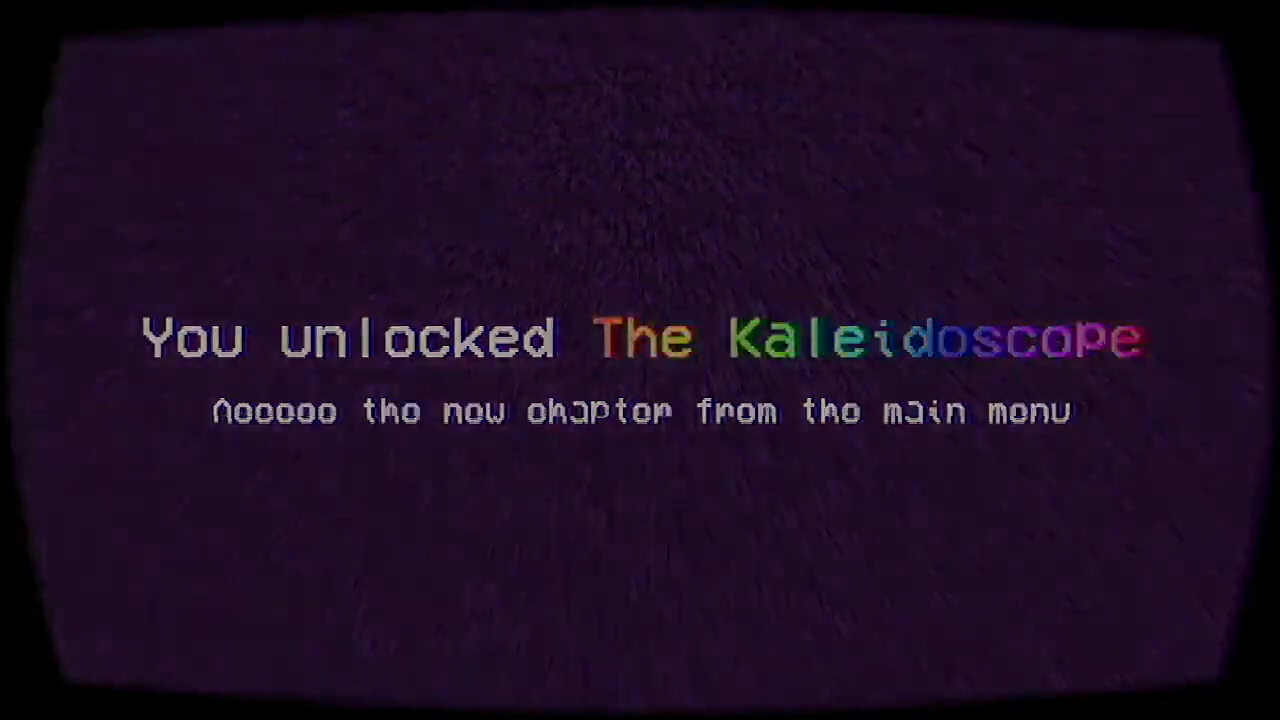 You unlocked The Kaleidoscope
Access the new chapter from the main menu